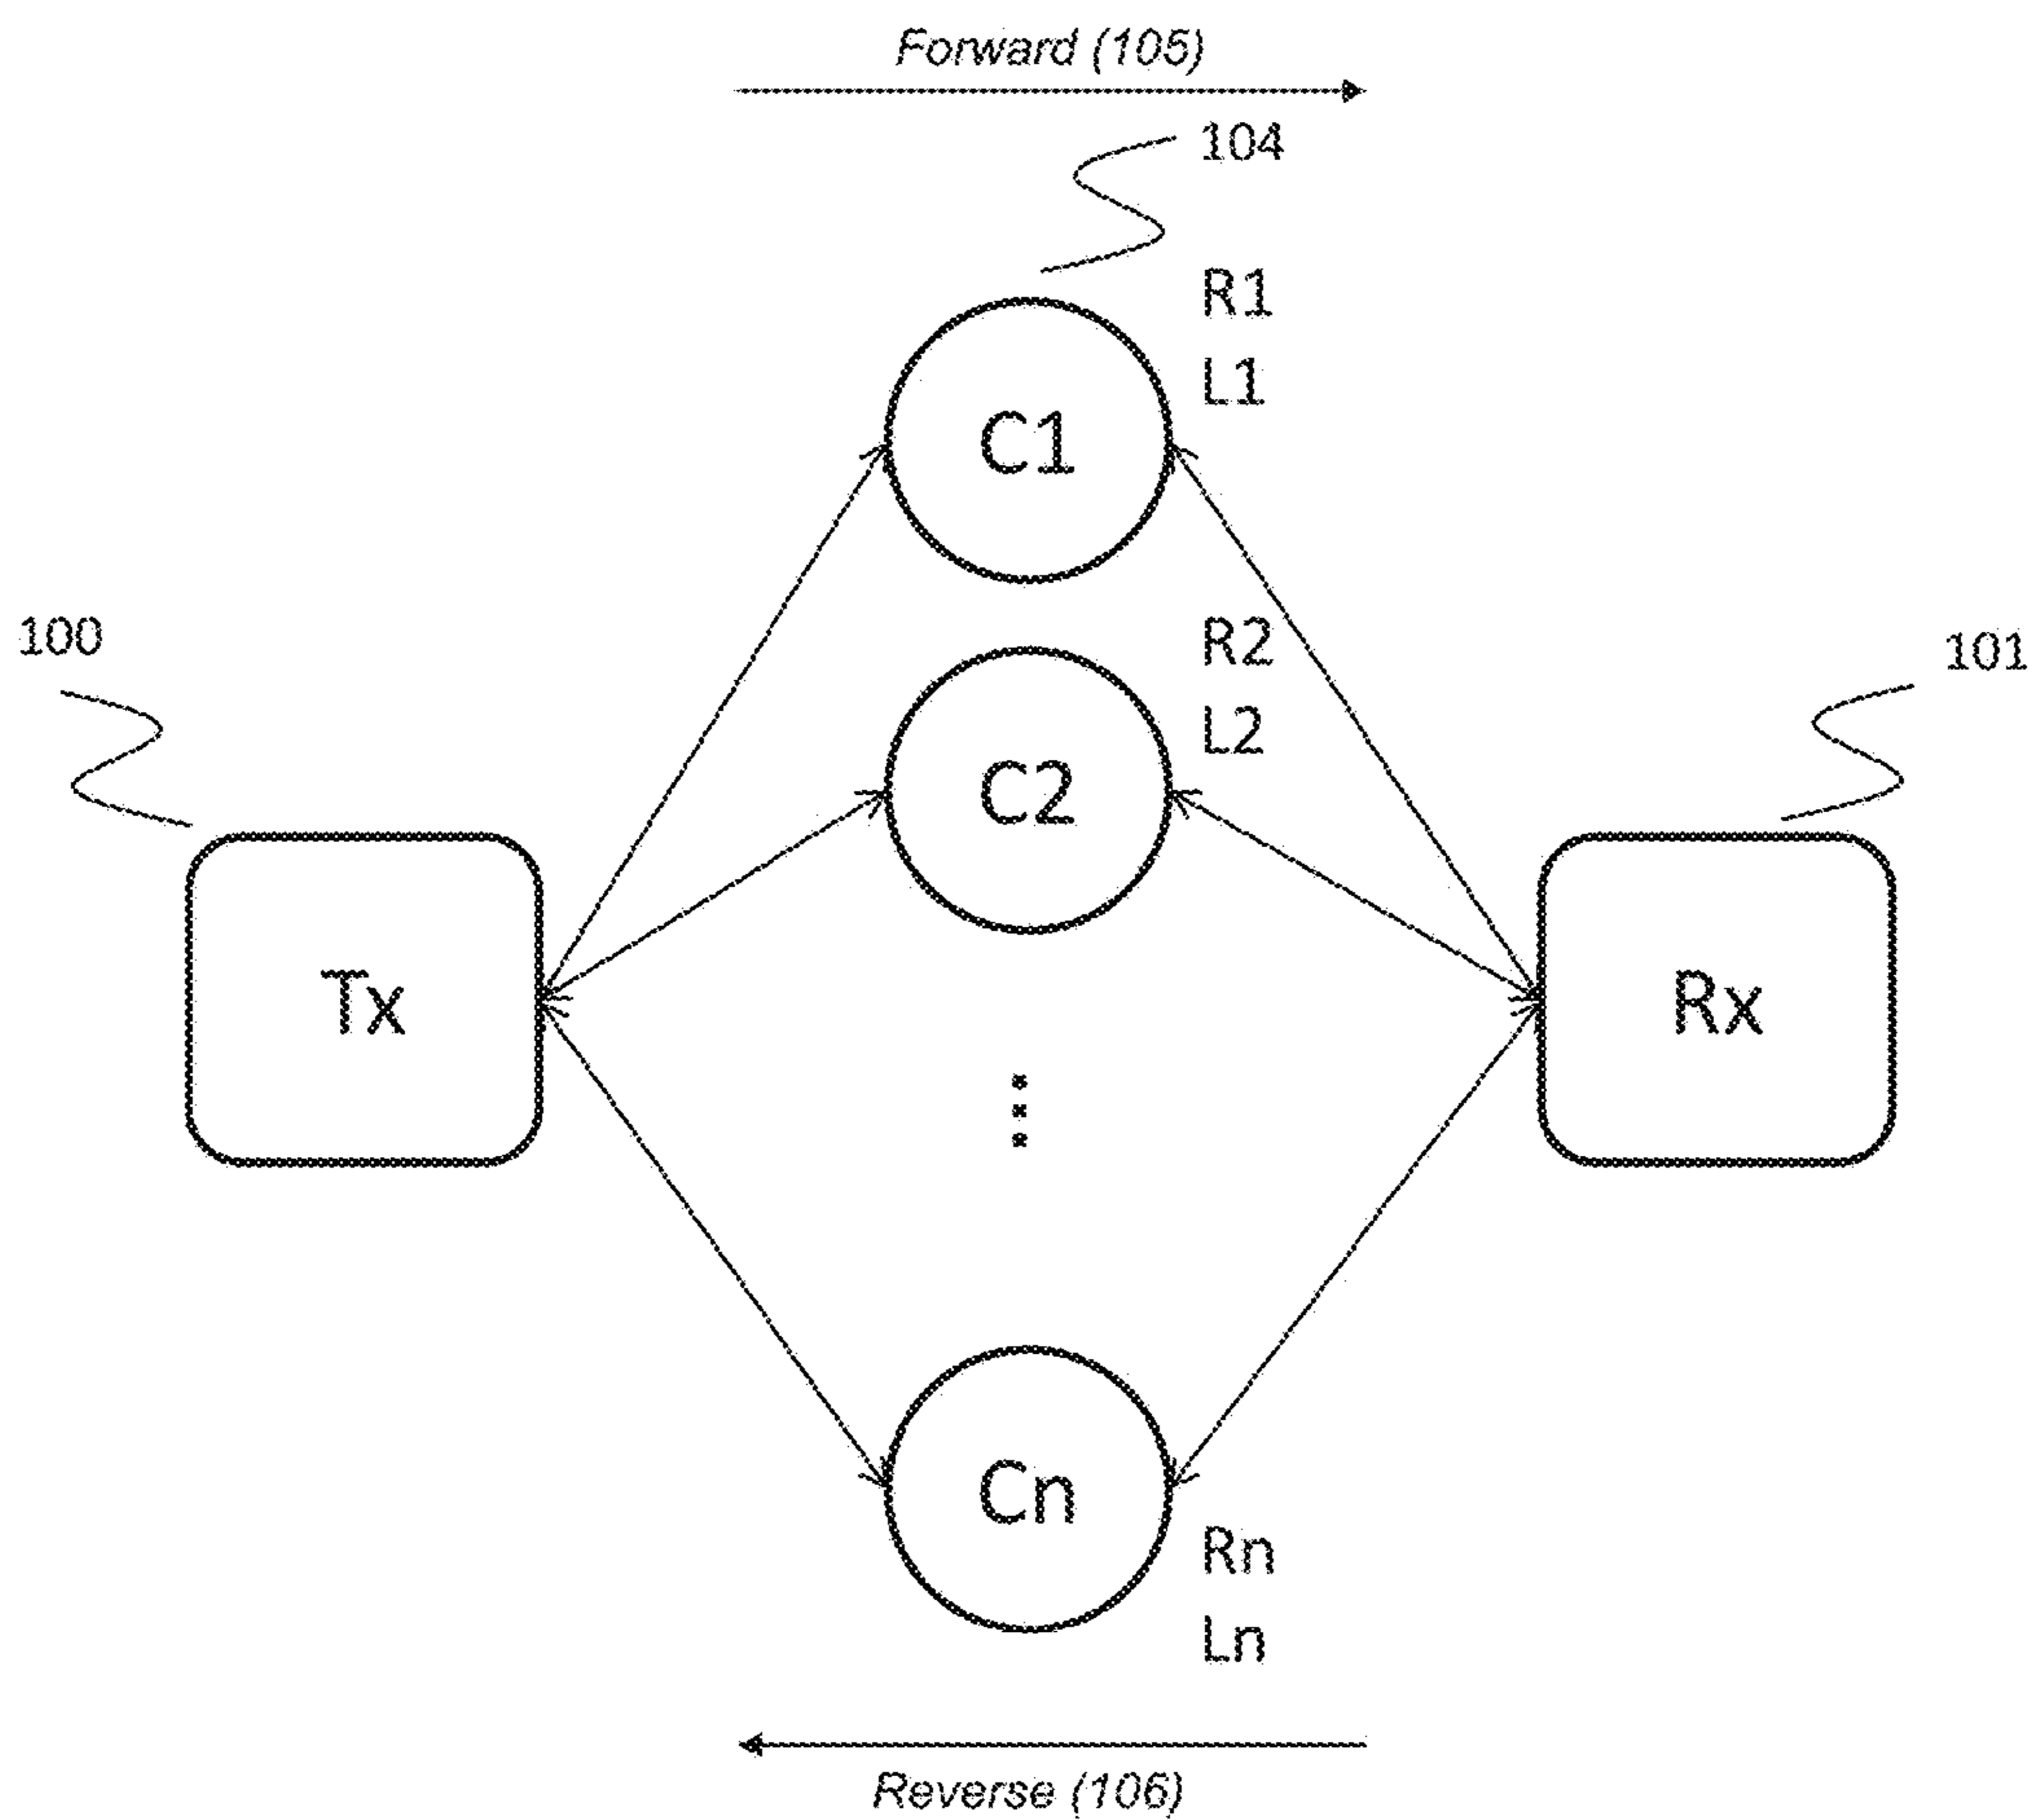 Forward (105)
104
R1
L1
C1
100
R2
L2
101
C2
Tx
Rx
Cn
Rn
Ln
Reverse (106)